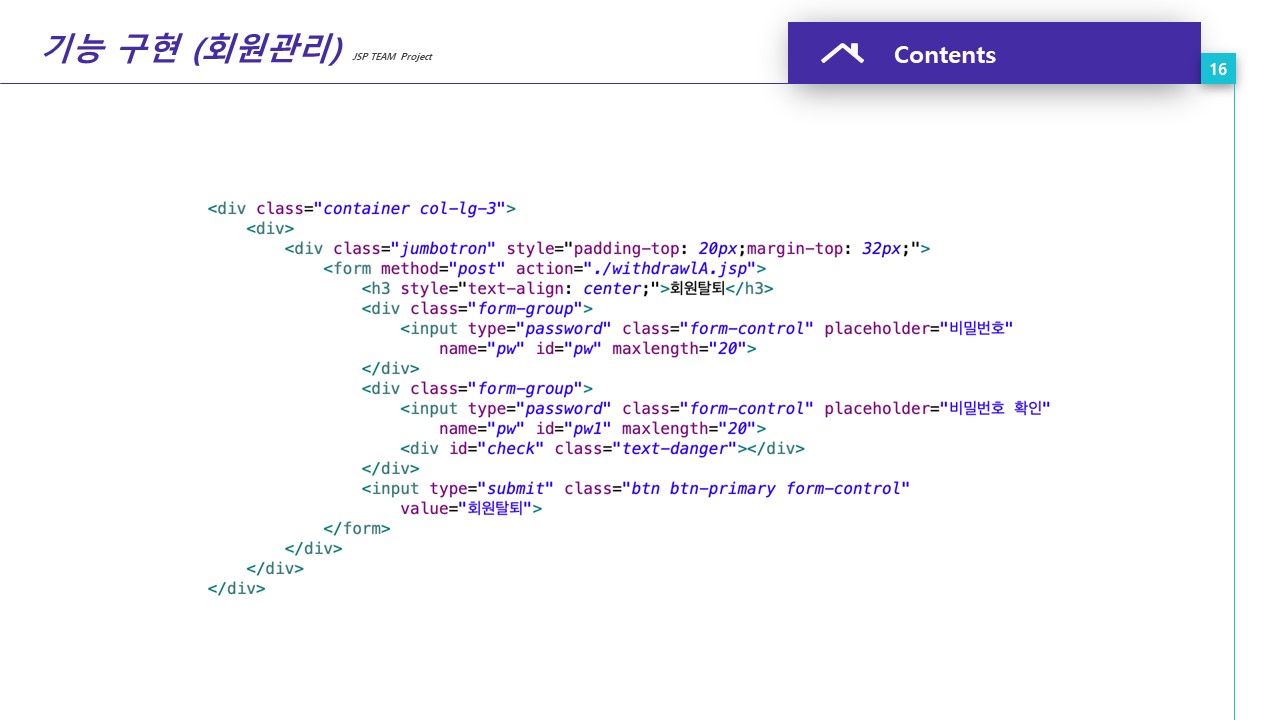 기능 구현 (회원관리) JSP TEAM Project
Contents
16
<div class="container col-lg-3">
<div>
<div class="jumbotron" style="padding-top: 20px;margin-top: 32px;">
<form method="post" action="./withdrawlA.jsp">
<h3 style="text-align: center;">회원탈퇴</h3>
<div class="form-group">
<input type="password" class="form-control" placeholder="비밀번호"
name="pw" id="pw" maxlength="20">
</div>
<div class="form-group">
<input type="password" class="form-control" placeholder="비밀번호 확인"
name="pw" id="pw1" maxlength="20">
<div id="check" class="text-danger"></div>
</div>
<input type="submit" class="btn btn-primary form-control"
value="회원탈퇴">
</form>
</div>
</div>
</div>